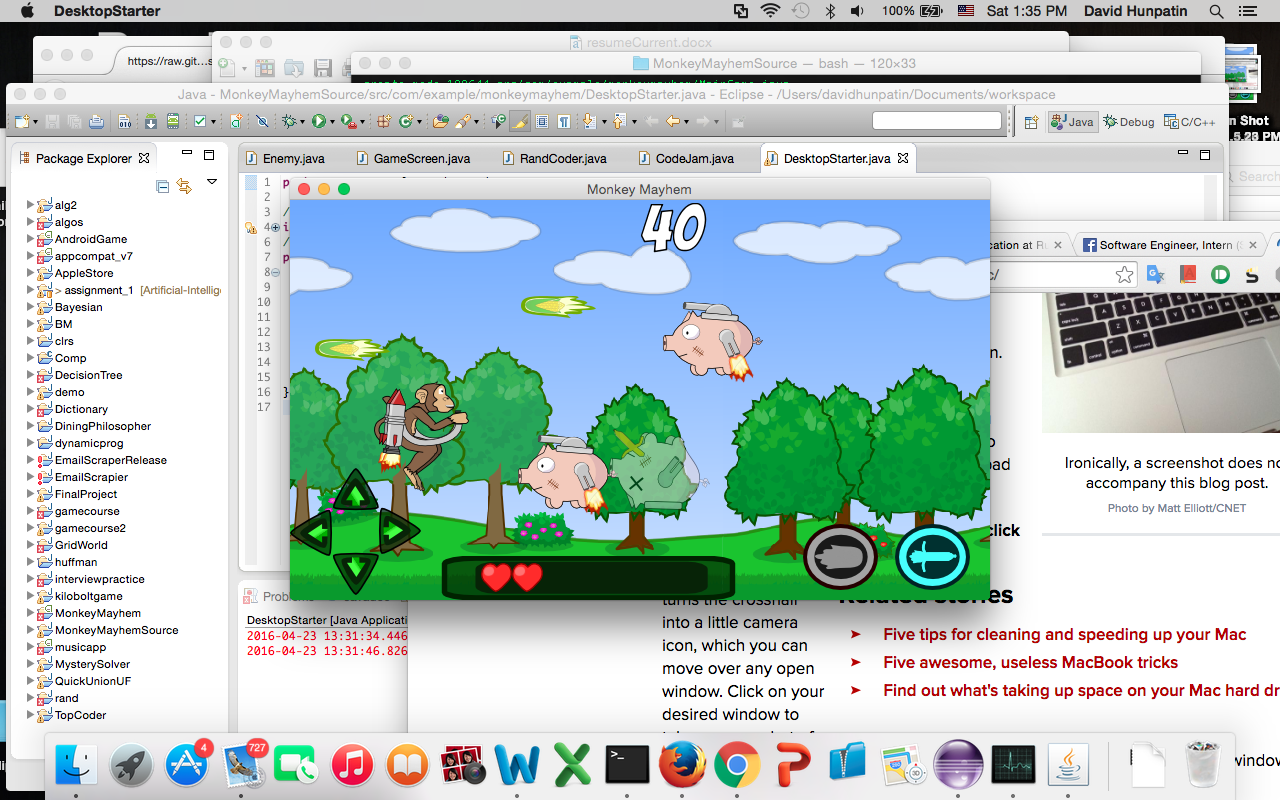 DesktopStarter
100%
Sat 1:35 PM
David Hunpatin
resumeCurrent.docx
https://raw.git…s
MonkeyMayhemSource — bash — 120×33
Java - MonkeyMayhemSource/src/com/example/monkeymayhem/DesktopStarter.java - Eclipse - /Users/davidhunpatin/Documents/workspace
Java
Debug
C/C++
n Shot
Search
Package Explorer
Enemy.java
GameScreen.java
RandCoder.java
CodeJam.java
DesktopStarter.java
Monkey Mayhem
40
1
2
3
4
6
7
8
9
10
11
12
13
14
15
16
17
alg2
algos
AndroidGame
appcompat_v7
AppleStore
> assignment_1 [Artificial-Intellig
Bayesian
BM
clrs
Comp
DecisionTree
demo
Dictionary
DiningPhilosopher
dynamicprog
EmailScraperRelease
EmailScrapier
FinalProject
gamecourse
gamecourse2
GridWorld
huffman
interviewpractice
kiloboltgame
MonkeyMayhem
MonkeyMayhemSource
musicapp
MysterySolver
QuickUnionUF
rand
TopCoder
DesktopStarter [Java Applicati
2016-04-23 13:31:34.446
2016-04-23 13:31:46.826
cation at R
Software Engineer, Intern (
Ironically, a screenshot does no
accompany this blog post.
Photo by Matt Elliott/CNET
click
turns the crosshair
into a little camera
icon, which you can
move over any open
window. Click on your
desired window to
Related stories
Five tips for cleaning and speeding up your Mac
Five awesome, useless MacBook tricks
Find out what's taking up space on your Mac hard dr
window
4
727